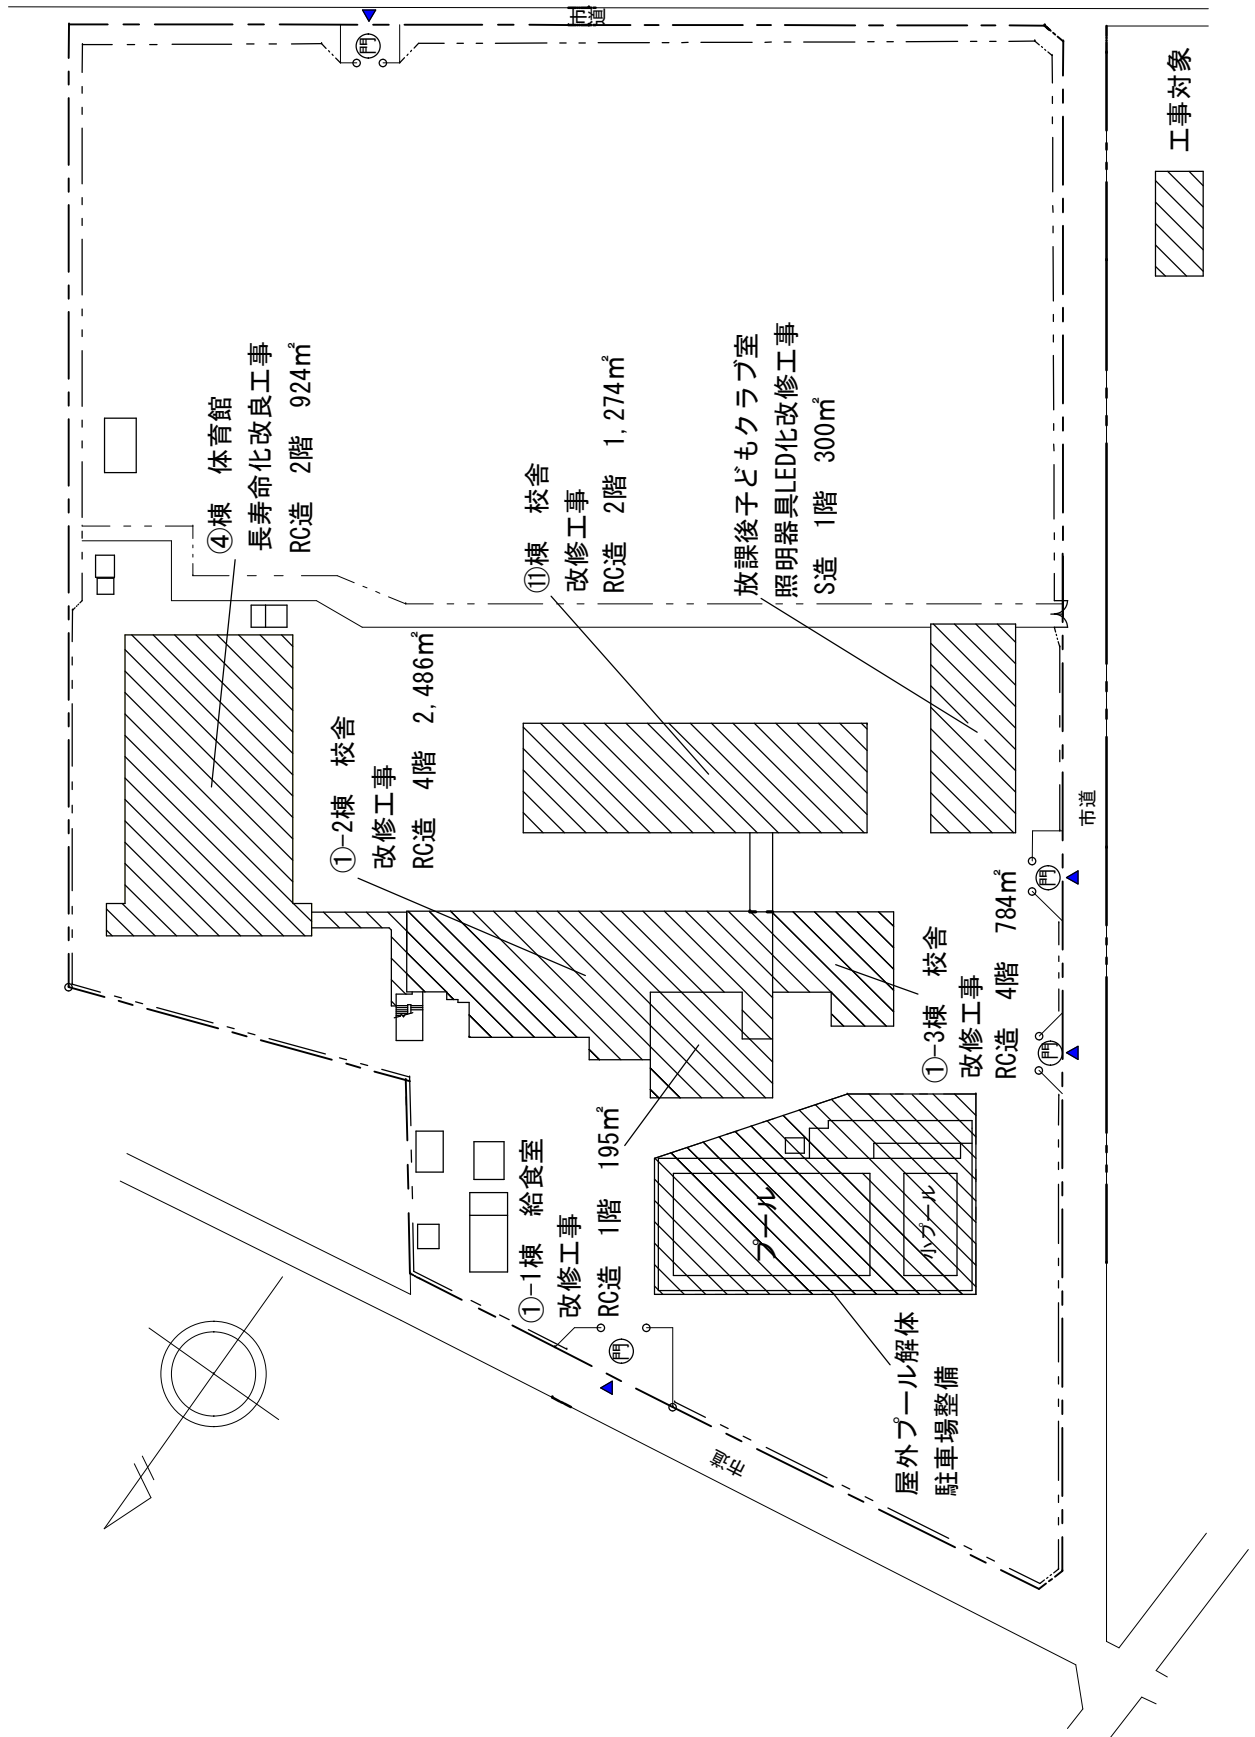 ④棟　体育館
長寿命化改良工事
RC造　2階　924㎡
①-2棟　校舎
改修工事
RC造　4階　2,486㎡
⑪棟　校舎
改修工事
RC造　2階　1,274㎡
放課後子どもクラブ室
照明器具LED化改修工事
S造　1階　300㎡
①-1棟　給食室
改修工事
RC造　1階　195㎡
①-3棟　校舎
改修工事
RC造　4階　784㎡
プール
小プール
屋外プール解体
駐車場整備
門
門
門
門
市道
市道
市道
工事対象